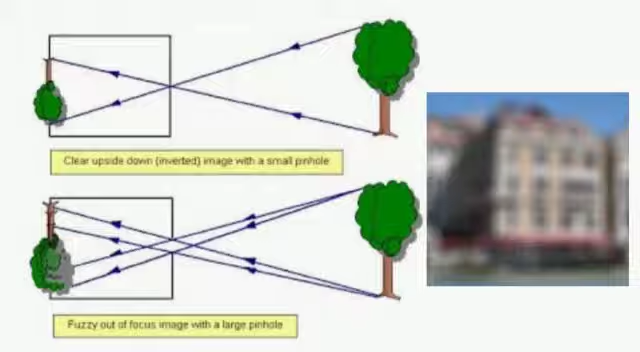 Clear upside down (inverted) image with a small pinhole
Fuzzy out of focus image with a large pinhole